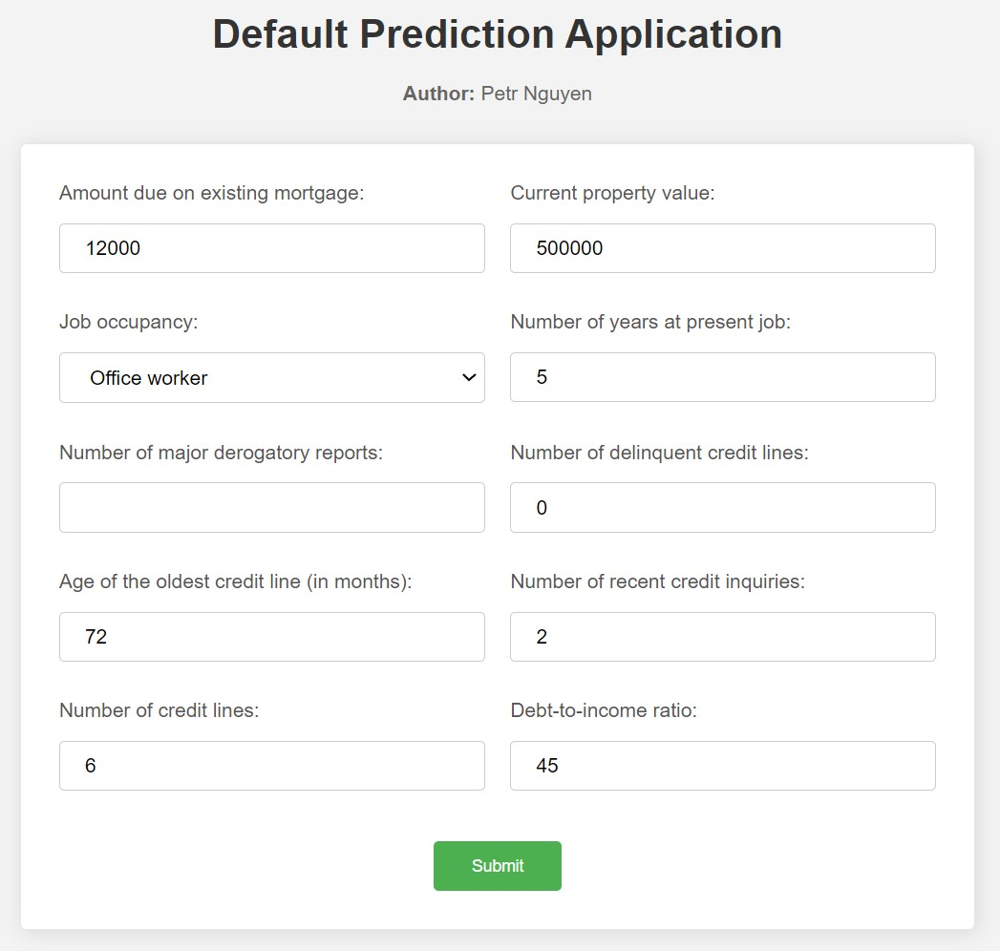 Default Prediction Application
Author: Petr Nguyen
Amount due on existing mortgage:
Current property value:
12000
500000
Job occupancy:
Number of years at present job:
Office worker
5
Number of major derogatory reports:
Number of delinquent credit lines:
0
Age of the oldest credit line (in months):
Number of recent credit inquiries:
72
2
Number of credit lines:
Debt-to-income ratio:
6
45
Submit